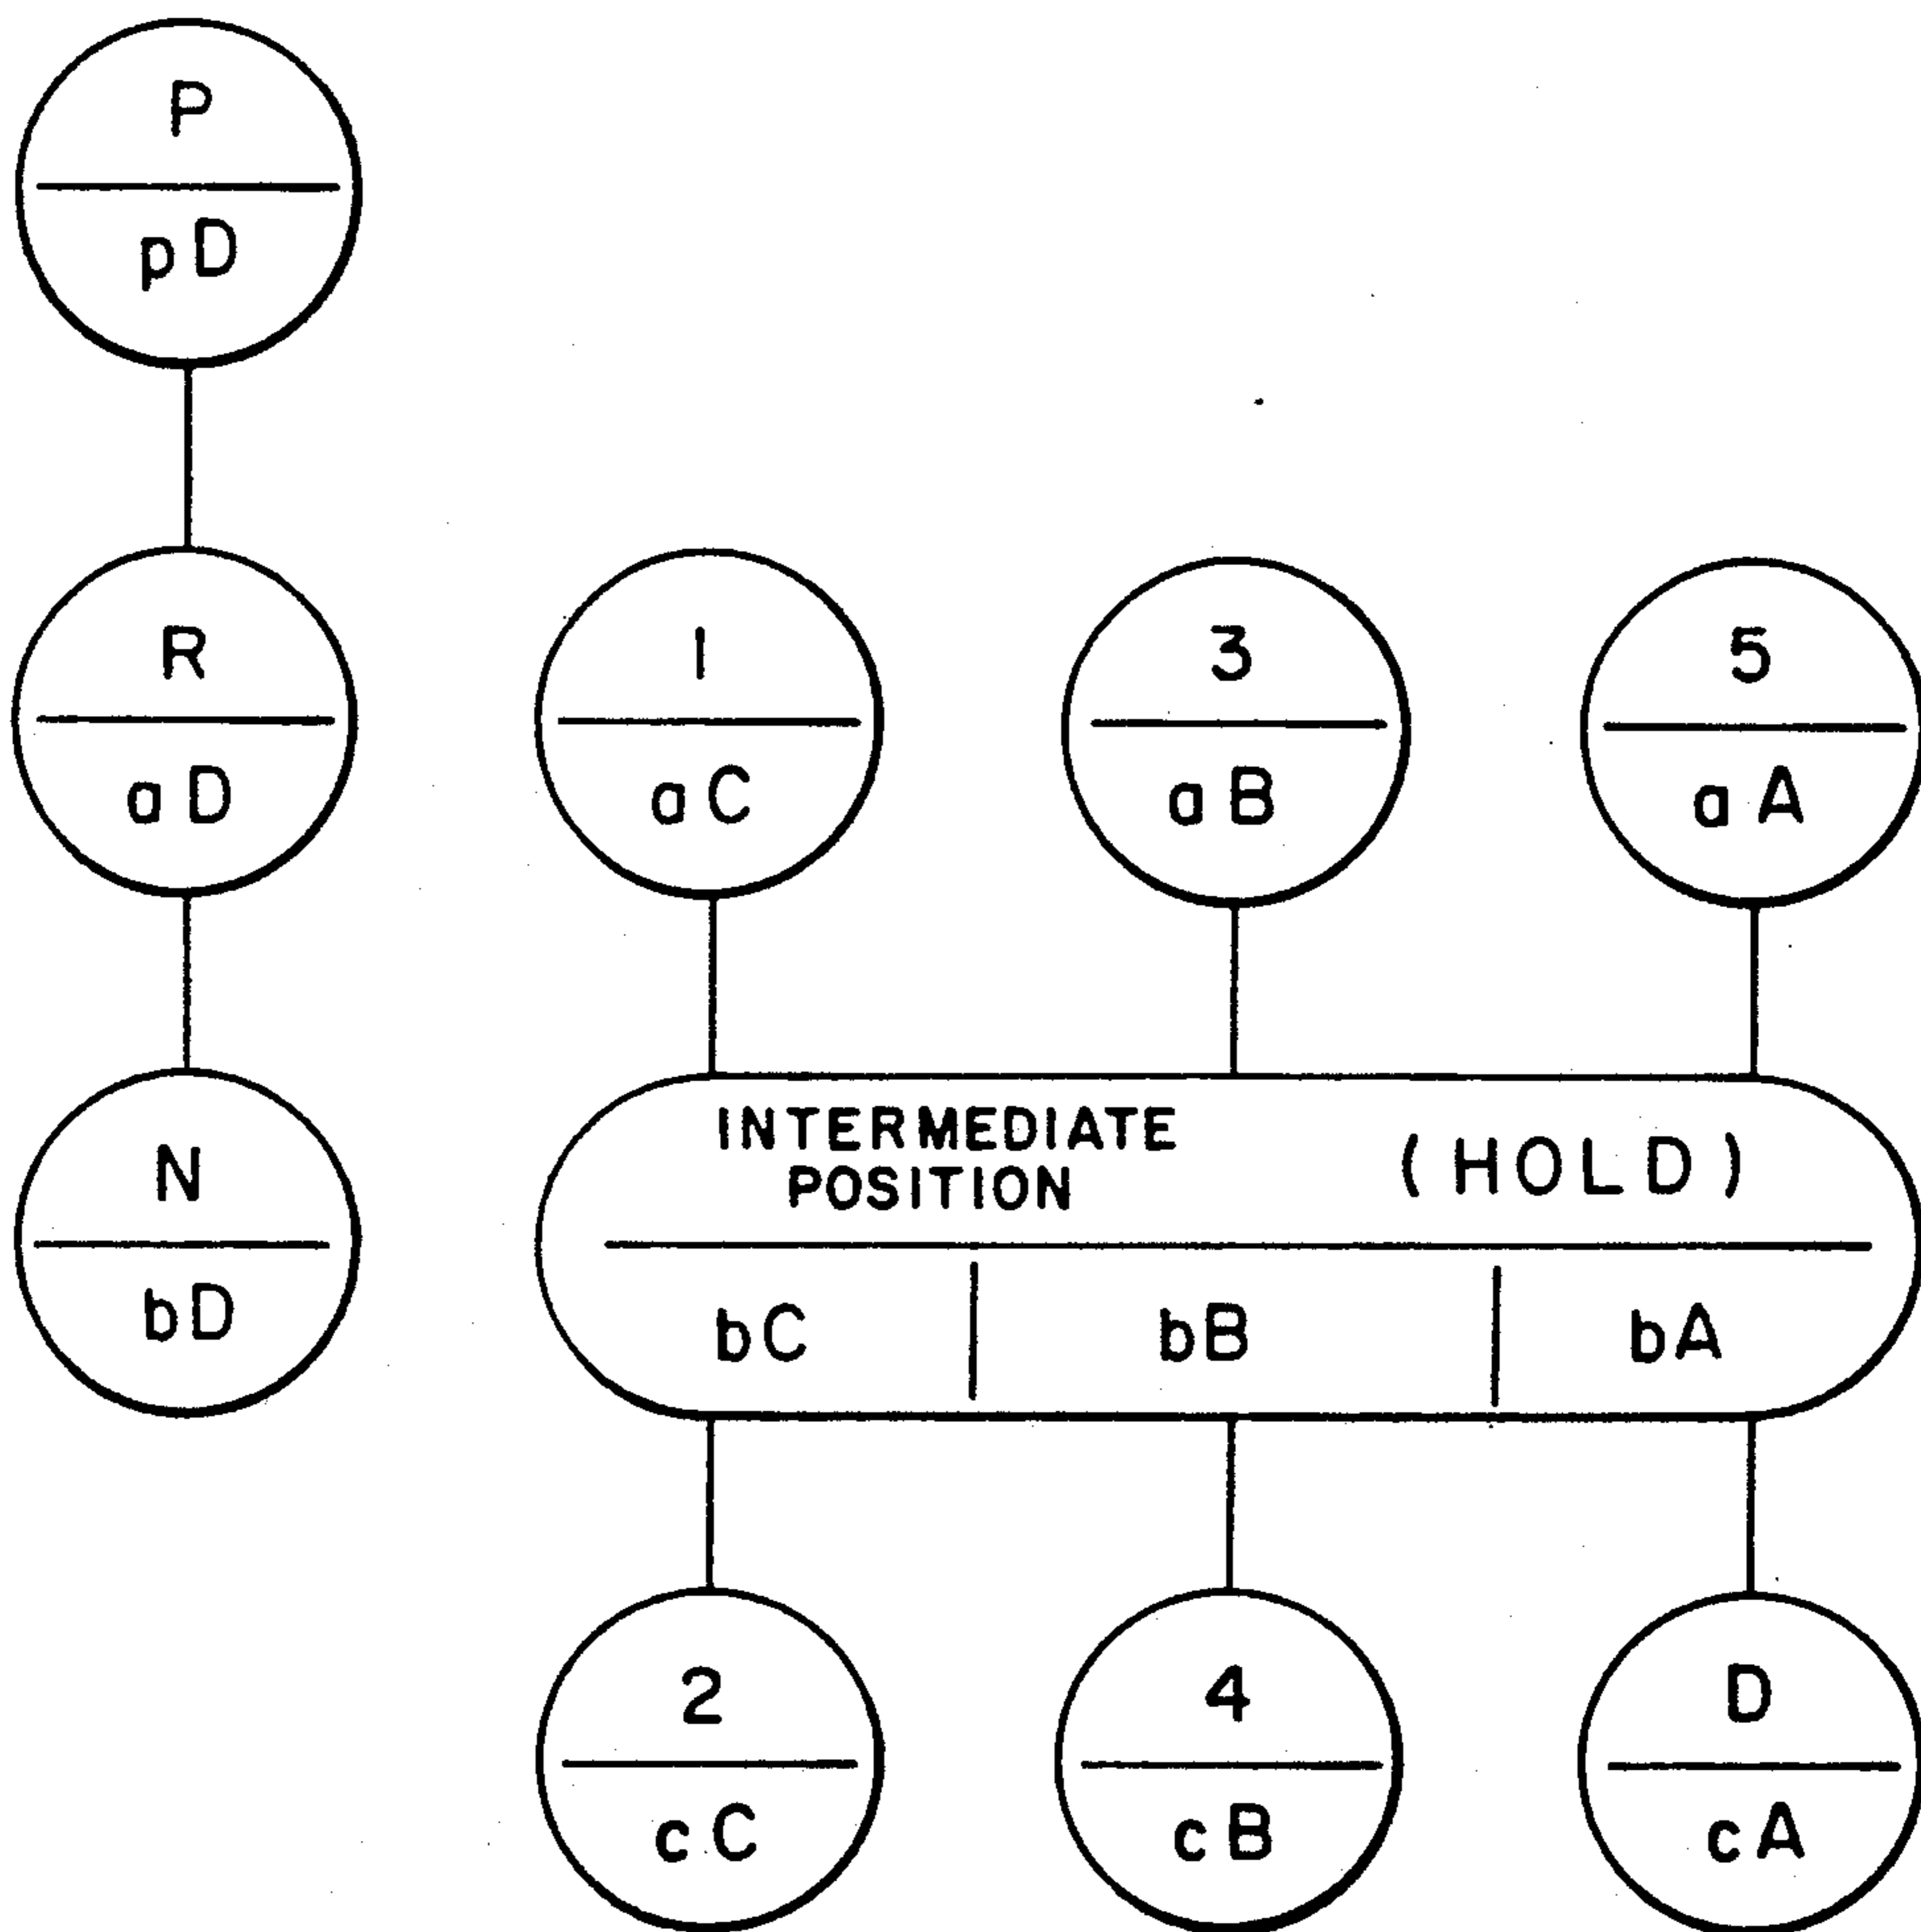 P
pD
R
aD
1
aC
3
aB
5
aA
N
bD
INTERMEDIATE
POSITION
(HOLD)
bC
bB
bA
2
cC
4
cB
D
cA